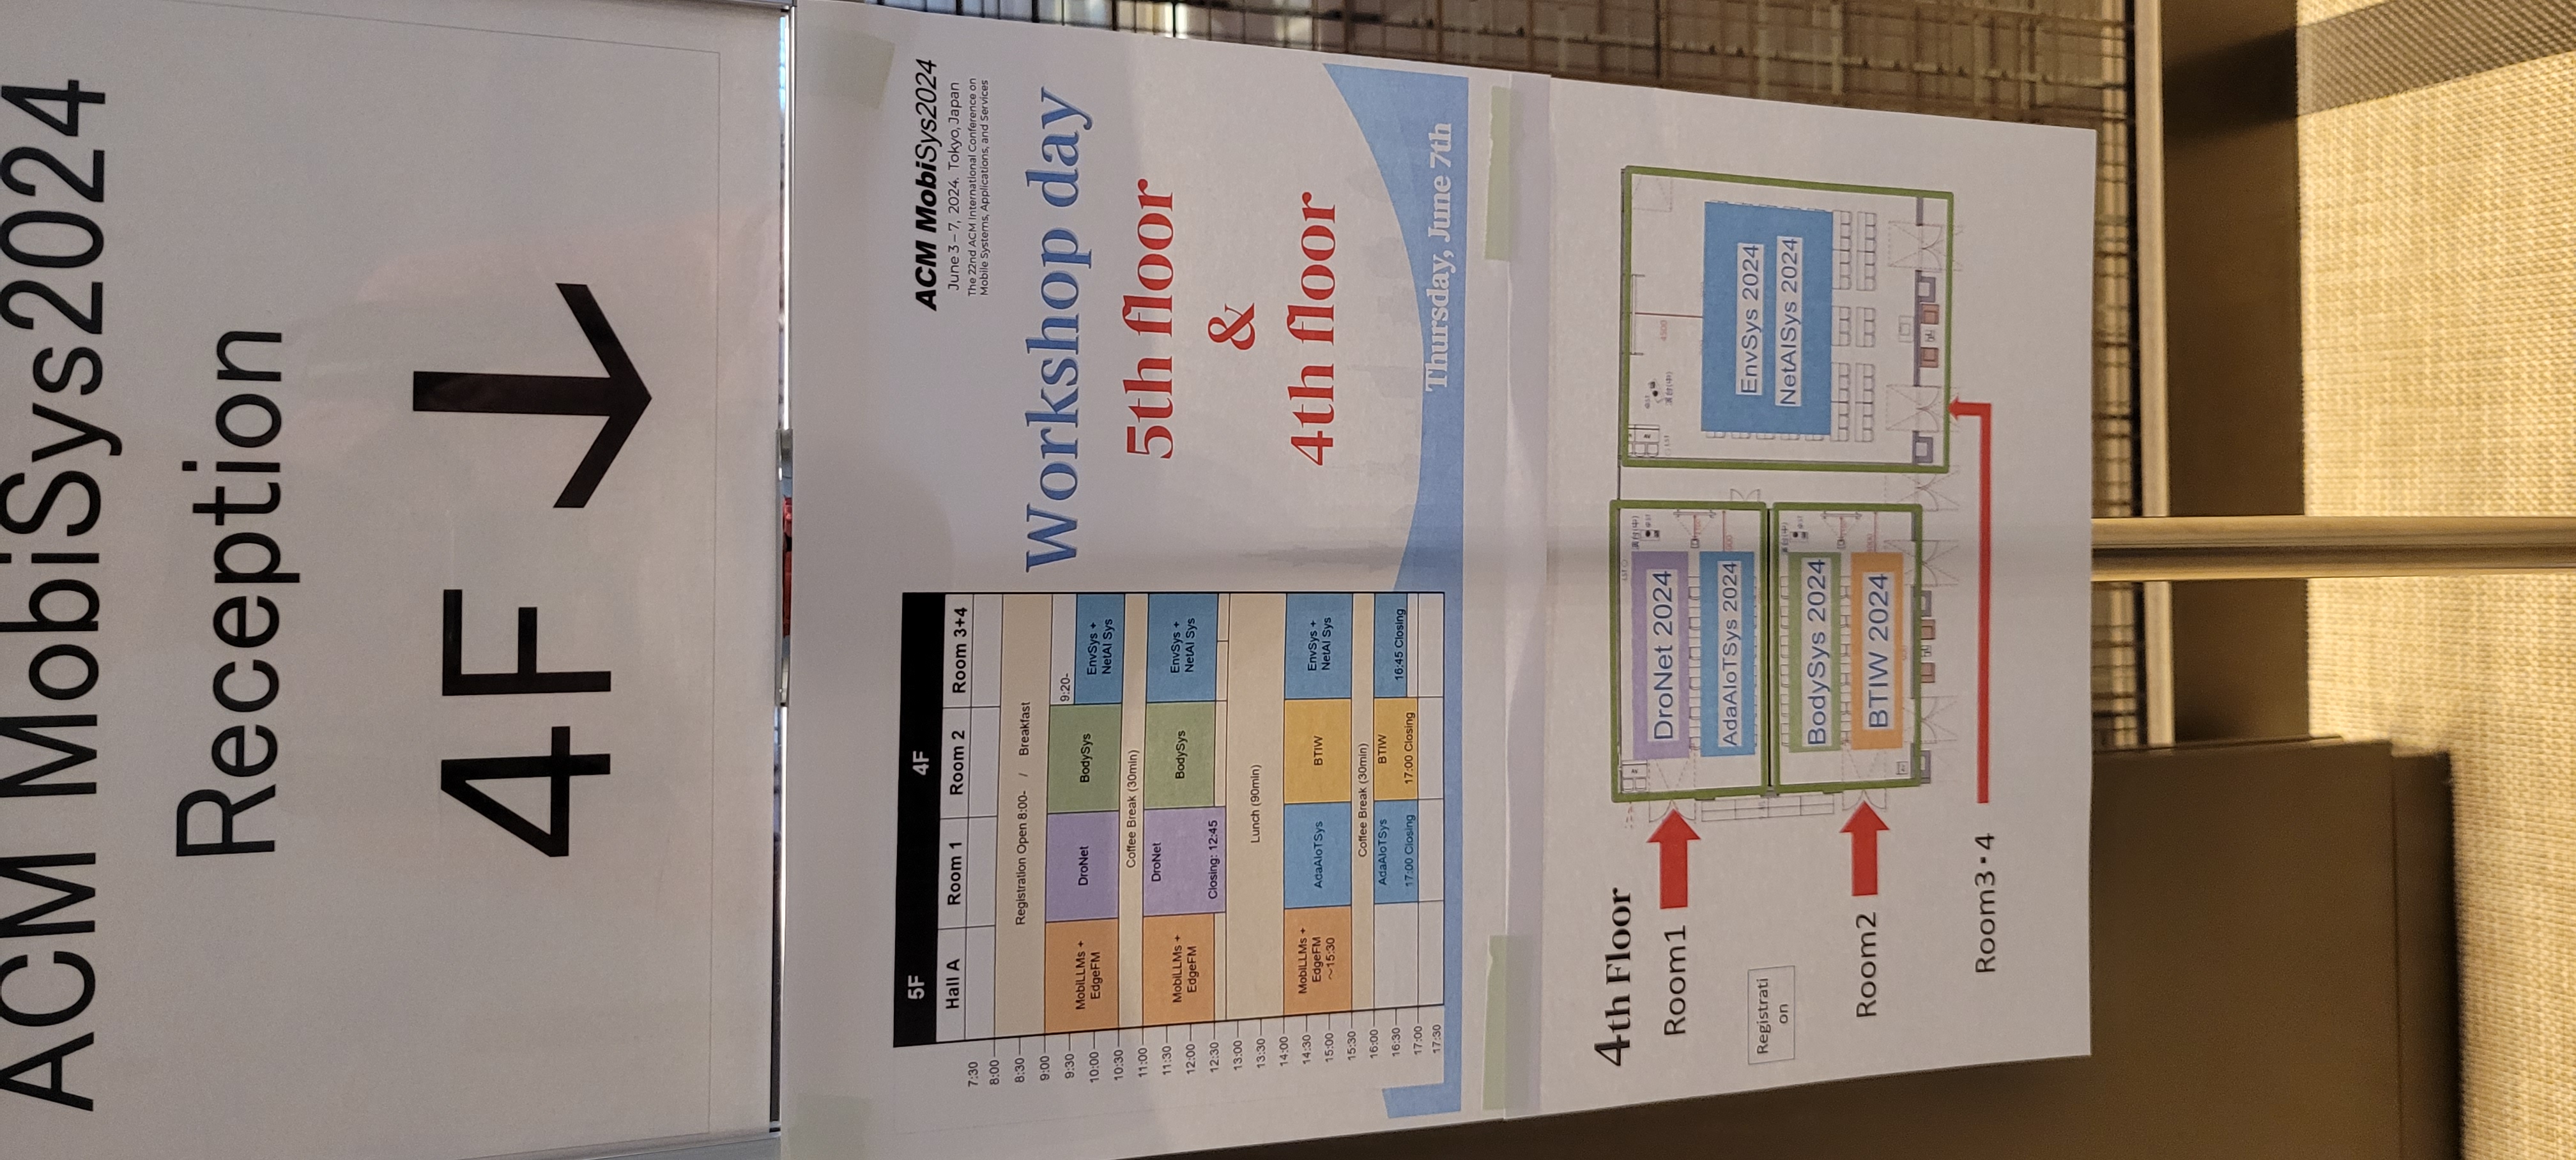 ACM MobiSys2024
Reception
4F ↓
5F 4F
Hall A Room 1 Room 2 Room 3+4
7:30
8:00
8:30
Registration Open 8:00- / Breakfast
9:00
9:30
9:20-
10:00
MobiLLMs +
EdgeFM
DroNet
BodySys
EnvSys +
NetAI Sys
10:30
Coffee Break (30min)
11:00
11:30
12:00
MobiLLMs +
EdgeFM
DroNet
Closing: 12:45
BodySys
EnvSys +
NetAI Sys
12:30
13:00
Lunch (90min)
13:30
14:00
14:30
15:00
MobiLLMs +
EdgeFM
～15:30
AdaAIoTSys
BTIW
EnvSys +
NetAI Sys
15:30
Coffee Break (30min)
16:00
16:30
AdaAIoTSys
17:00 Closing
BTIW
17:00 Closing
16:45 Closing
17:00
17:30
ACM MobiSys2024
June 3 – 7, 2024. Tokyo, Japan
The 22nd ACM International Conference on
Mobile Systems, Applications, and Services
Workshop day
5th floor
&
4th floor
Thursday, June 7th
4th Floor
Room1
Registrati
on
Room2
Room3・4
DroNet 2024
AdaAIoTSys 2024
BodySys 2024
BTIW 2024
EnvSys 2024
NetAISys 2024
4500